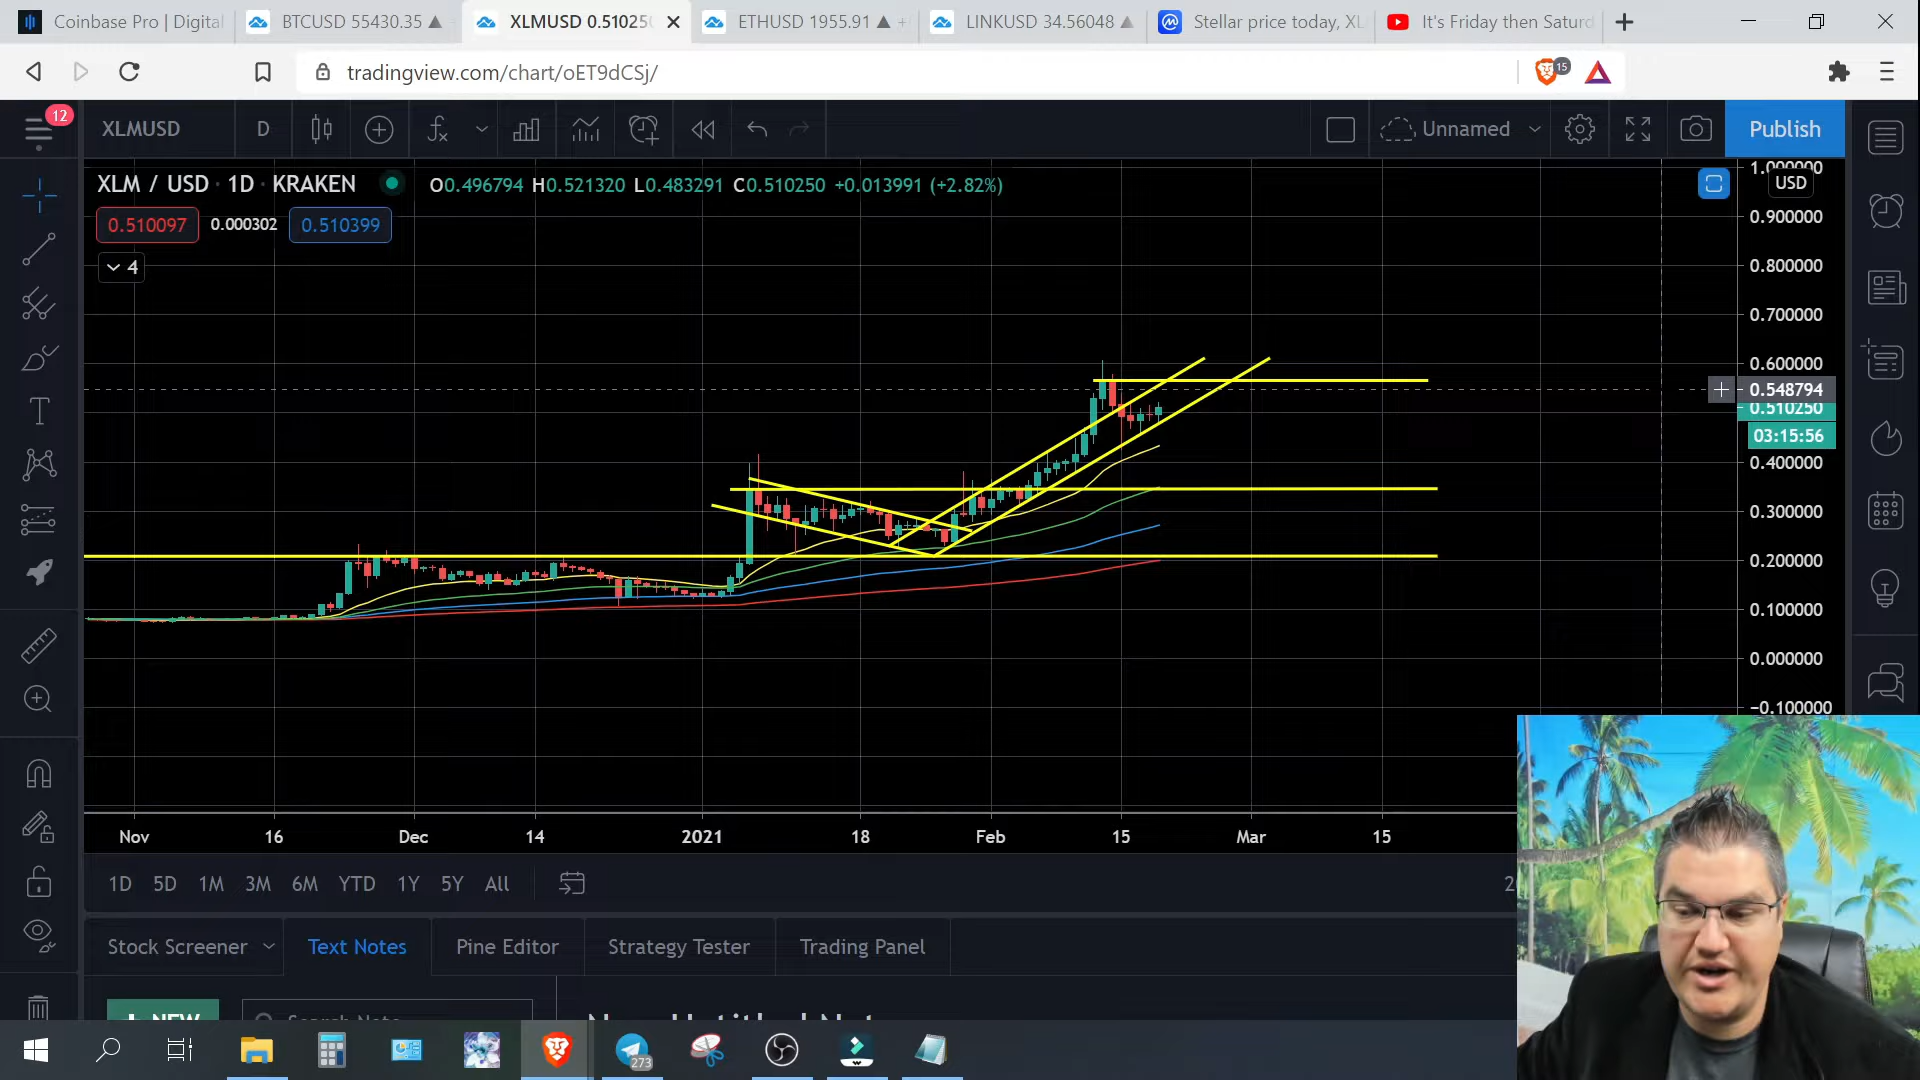 Coinbase Pro | Digital
BTCUSD 55430.35 ▲
XLMUSD 0.51025
ETHUSD 1955.91 ▲ +
LINKUSD 34.56048 ▲
Stellar price today, XL
It's Friday then Saturd
tradingview.com/chart/oET9dCSj/
15
12
XLMUSD
D
Unnamed
Publish
XLM / USD · 1D · KRAKEN
O0.496794 H0.521320 L0.483291 C0.510250 +0.013991 (+2.82%)
0.510097
0.000302
0.510399
4
1.000000
USD
0.900000
0.800000
0.700000
0.600000
0.548794
0.510250
03:15:56
0.400000
0.300000
0.200000
0.100000
0.000000
−0.100000
Nov
16
Dec
14
2021
18
Feb
15
Mar
15
1D
5D
1M
3M
6M
YTD
1Y
5Y
All
Stock Screener
Text Notes
Pine Editor
Strategy Tester
Trading Panel
+ NEW
Search Note
273